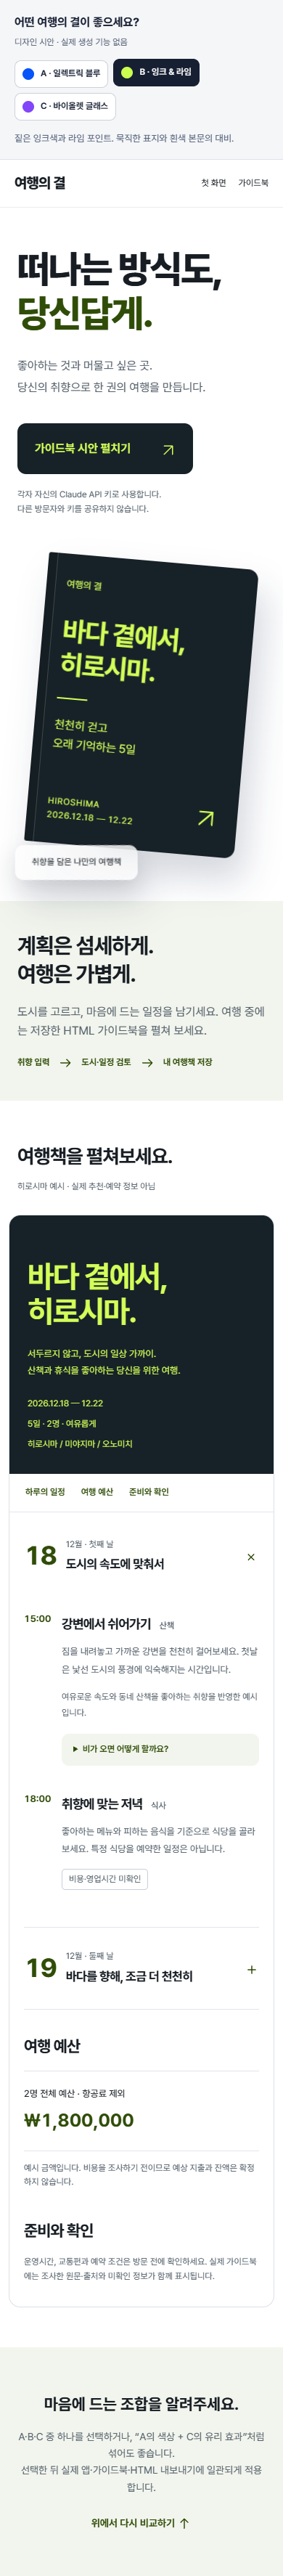 어떤 여행의 결이 좋으세요?
디자인 시안 · 실제 생성 기능 없음
A · 일렉트릭 블루
B · 잉크 & 라임
C · 바이올렛 글래스
짙은 잉크색과 라임 포인트. 묵직한 표지와 흰색 본문의 대비.
여행의 결
첫 화면 가이드북
떠나는 방식도,
당신답게.
좋아하는 것과 머물고 싶은 곳.
당신의 취향으로 한 권의 여행을 만듭니다.
가이드북 시안 펼치기
각자 자신의 Claude API 키로 사용합니다.
다른 방문자와 키를 공유하지 않습니다.
여행의 결
바다 곁에서,
히로시마.
천천히 걷고
오래 기억하는 5일
HIROSHIMA
2026.12.18 — 12.22
취향을 담은 나만의 여행책
계획은 섬세하게.
여행은 가볍게.
도시를 고르고, 마음에 드는 일정을 남기세요. 여행 중에
는 저장한 HTML 가이드북을 펼쳐 보세요.
취향 입력 → 도시·일정 검토 → 내 여행책 저장
여행책을 펼쳐보세요.
히로시마 예시 · 실제 추천·예약 정보 아님
바다 곁에서,
히로시마.
서두르지 않고, 도시의 일상 가까이.
산책과 휴식을 좋아하는 당신을 위한 여행.
2026.12.18 — 12.22
5일 · 2명 · 여유롭게
히로시마 / 미야지마 / 오노미치
하루의 일정 여행 예산 준비와 확인
18
12월 · 첫째 날
도시의 속도에 맞춰서
15:00
강변에서 쉬어가기 산책
짐을 내려놓고 가까운 강변을 천천히 걸어보세요. 첫날
은 낯선 도시의 풍경에 익숙해지는 시간입니다.
여유로운 속도와 동네 산책을 좋아하는 취향을 반영한 예시
입니다.
▶ 비가 오면 어떻게 할까요?
18:00
취향에 맞는 저녁 식사
좋아하는 메뉴와 피하는 음식을 기준으로 식당을 골라
보세요. 특정 식당을 예약한 일정은 아닙니다.
비용·영업시간 미확인
19
12월 · 둘째 날
바다를 향해, 조금 더 천천히
여행 예산
2명 전체 예산 · 항공료 제외
₩1,800,000
예시 금액입니다. 비용을 조사하기 전이므로 예상 지출과 잔액은 확정
하지 않습니다.
준비와 확인
운영시간, 교통편과 예약 조건은 방문 전에 확인하세요. 실제 가이드북
에는 조사한 원문·출처와 미확인 정보가 함께 표시됩니다.
마음에 드는 조합을 알려주세요.
A·B·C 중 하나를 선택하거나, “A의 색상 + C의 유리 효과”처럼
섞어도 좋습니다.
선택한 뒤 실제 앱·가이드북·HTML 내보내기에 일관되게 적용
합니다.
위에서 다시 비교하기 ↑